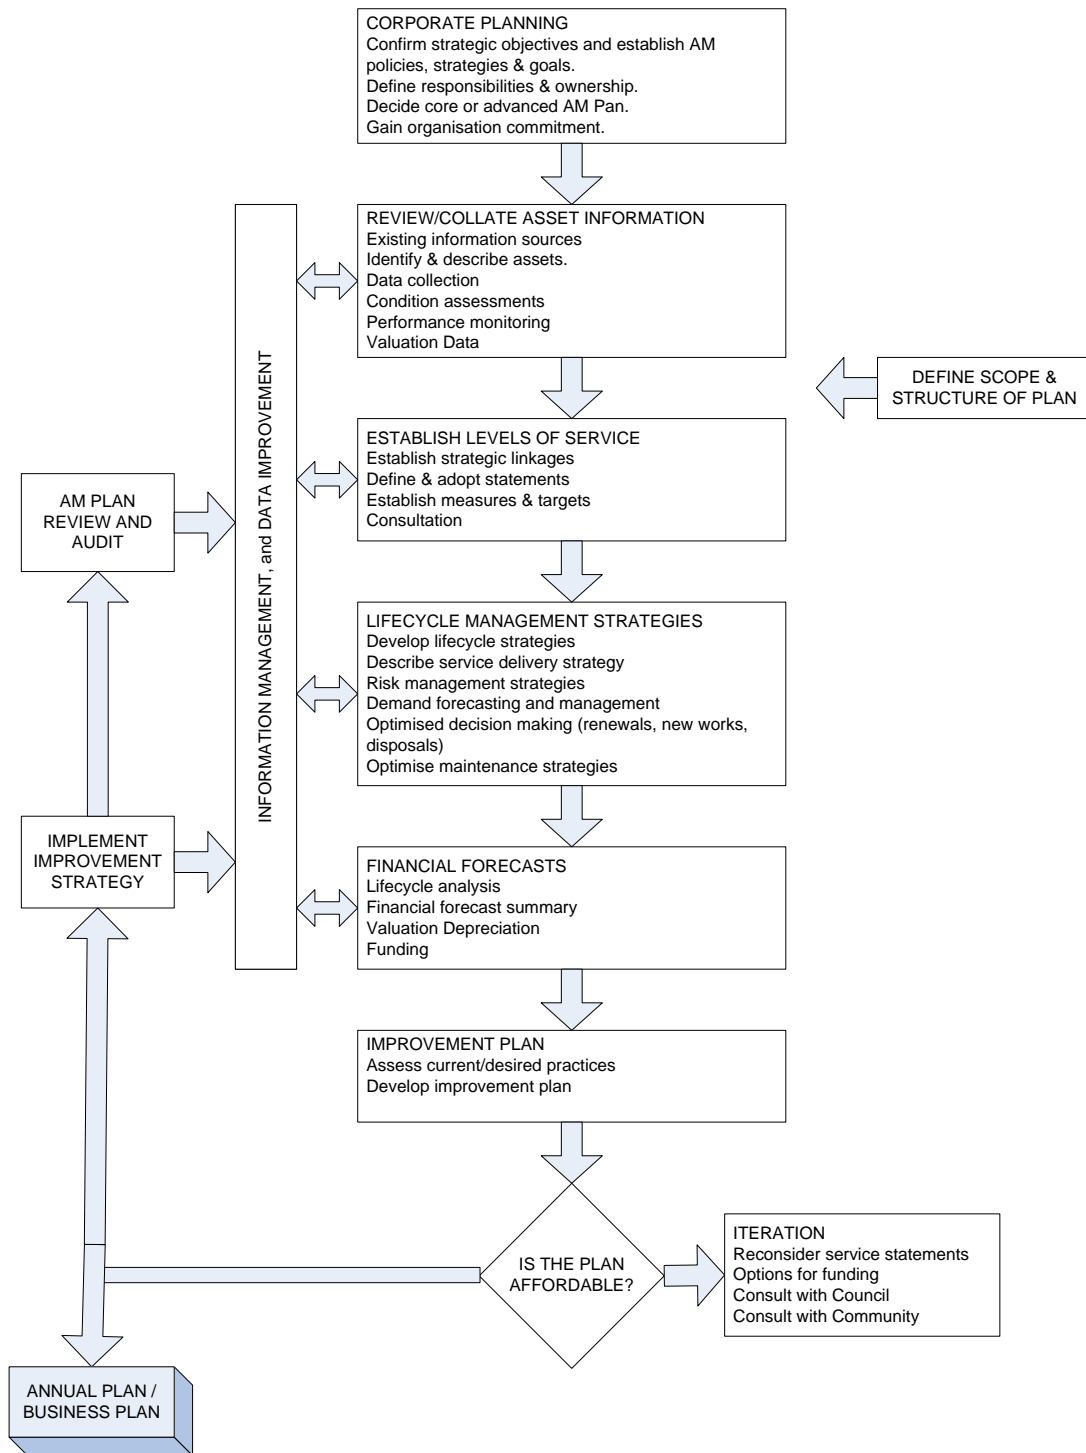 CORPORATE PLANNING
Confirm strategic objectives and establish AM
policies, strategies & goals.
Define responsibilities & ownership.
Decide core or advanced AM Pan.
Gain organisation commitment.
REVIEW/COLLATE ASSET INFORMATION
Existing information sources
Identify & describe assets.
Data collection
Condition assessments
Performance monitoring
Valuation Data
INFORMATION MANAGEMENT, and DATA IMPROVEMENT
DEFINE SCOPE &
STRUCTURE OF PLAN
ESTABLISH LEVELS OF SERVICE
Establish strategic linkages
Define & adopt statements
Establish measures & targets
Consultation
AM PLAN
REVIEW AND
AUDIT
LIFECYCLE MANAGEMENT STRATEGIES
Develop lifecycle strategies
Describe service delivery strategy
Risk management strategies
Demand forecasting and management
Optimised decision making (renewals, new works,
disposals)
Optimise maintenance strategies
IMPLEMENT
IMPROVEMENT
STRATEGY
FINANCIAL FORECASTS
Lifecycle analysis
Financial forecast summary
Valuation Depreciation
Funding
IMPROVEMENT PLAN
Assess current/desired practices
Develop improvement plan
IS THE PLAN
AFFORDABLE?
ITERATION
Reconsider service statements
Options for funding
Consult with Council
Consult with Community
ANNUAL PLAN /
BUSINESS PLAN